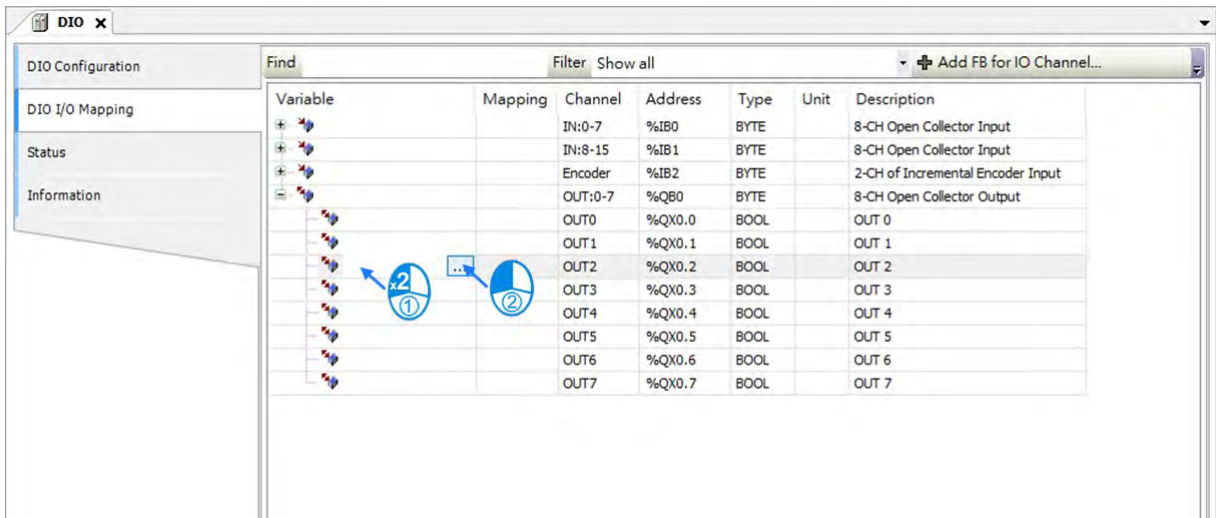 DIO
DIO Configuration
DIO I/O Mapping
Status
Information
Find Filter Show all Add FB for IO Channel...
Variable Mapping Channel Address Type Unit Description
IN:0-7 %IB0 BYTE 8-CH Open Collector Input
IN:8-15 %IB1 BYTE 8-CH Open Collector Input
Encoder %IB2 BYTE 2-CH of Incremental Encoder Input
OUT:0-7 %QB0 BYTE 8-CH Open Collector Output
OUT0 %QX0.0 BOOL OUT 0
OUT1 %QX0.1 BOOL OUT 1
... OUT2 %QX0.2 BOOL OUT 2
x2 ① ② OUT3 %QX0.3 BOOL OUT 3
OUT4 %QX0.4 BOOL OUT 4
OUT5 %QX0.5 BOOL OUT 5
OUT6 %QX0.6 BOOL OUT 6
OUT7 %QX0.7 BOOL OUT 7